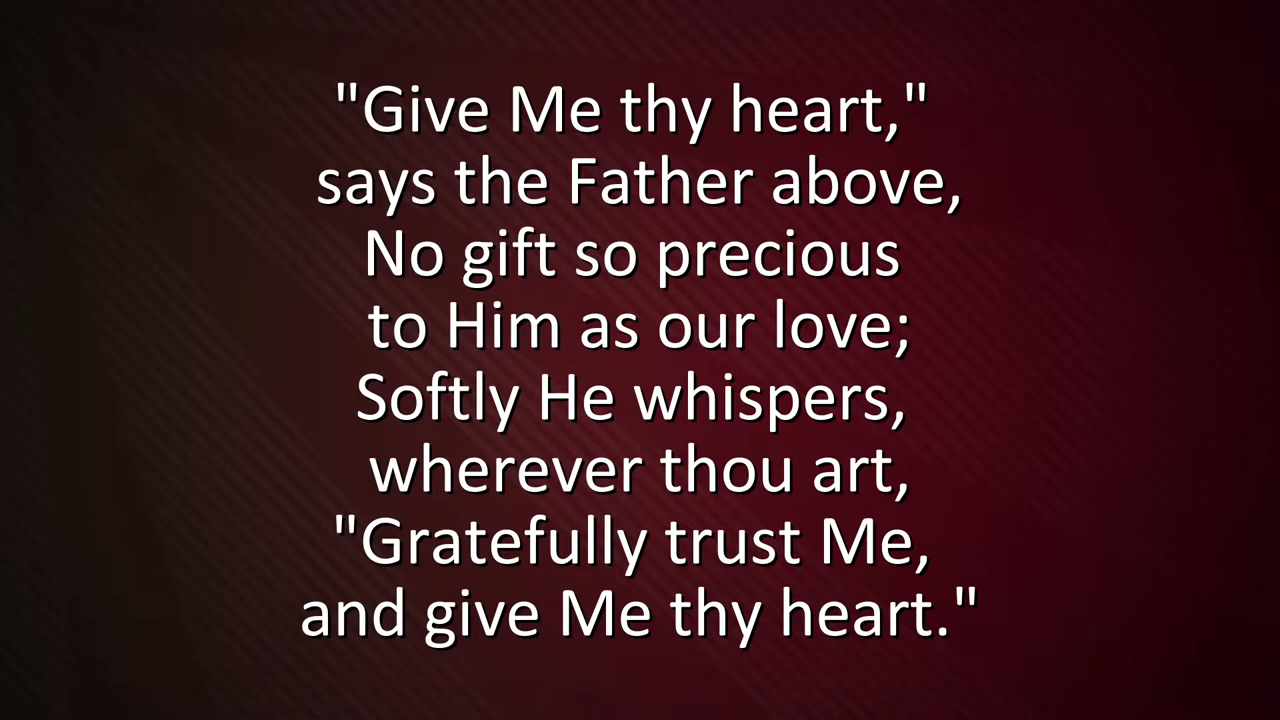 "Give Me thy heart,"
says the Father above,
No gift so precious
to Him as our love;
Softly He whispers,
wherever thou art,
"Gratefully trust Me,
and give Me thy heart."